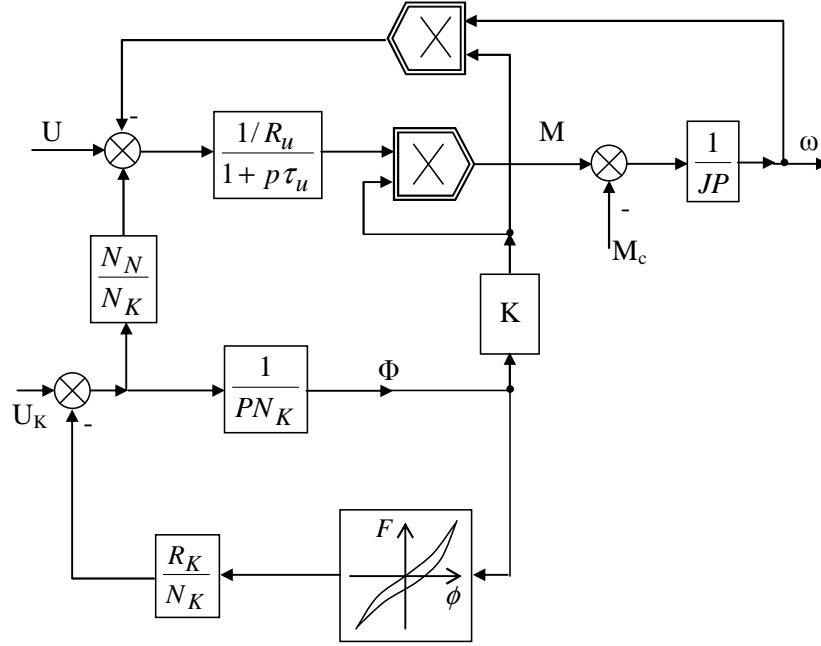 -
U
1/R_u
1 + pτ_u
M
1
JP
ω
-
M_c
N_N
N_K
K
U_K
-
1
PN_K
Φ
F
ϕ
R_K
N_K